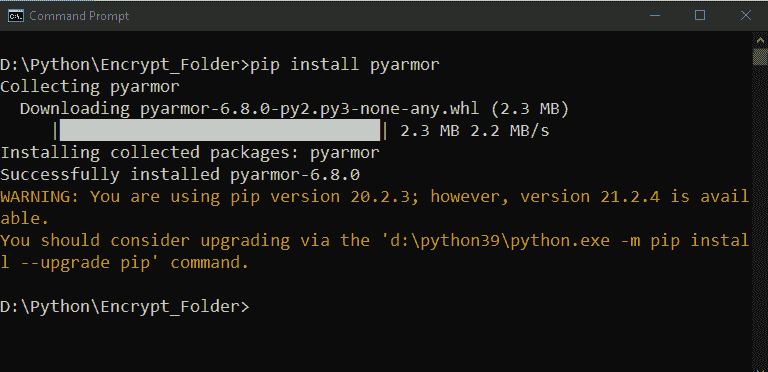 Command Prompt
D:\Python\Encrypt_Folder>pip install pyarmor
Collecting pyarmor
  Downloading pyarmor-6.8.0-py2.py3-none-any.whl (2.3 MB)
     |████████████████████████████████| 2.3 MB 2.2 MB/s
Installing collected packages: pyarmor
Successfully installed pyarmor-6.8.0
WARNING: You are using pip version 20.2.3; however, version 21.2.4 is avail
able.
You should consider upgrading via the 'd:\python39\python.exe -m pip instal
l --upgrade pip' command.
D:\Python\Encrypt_Folder>